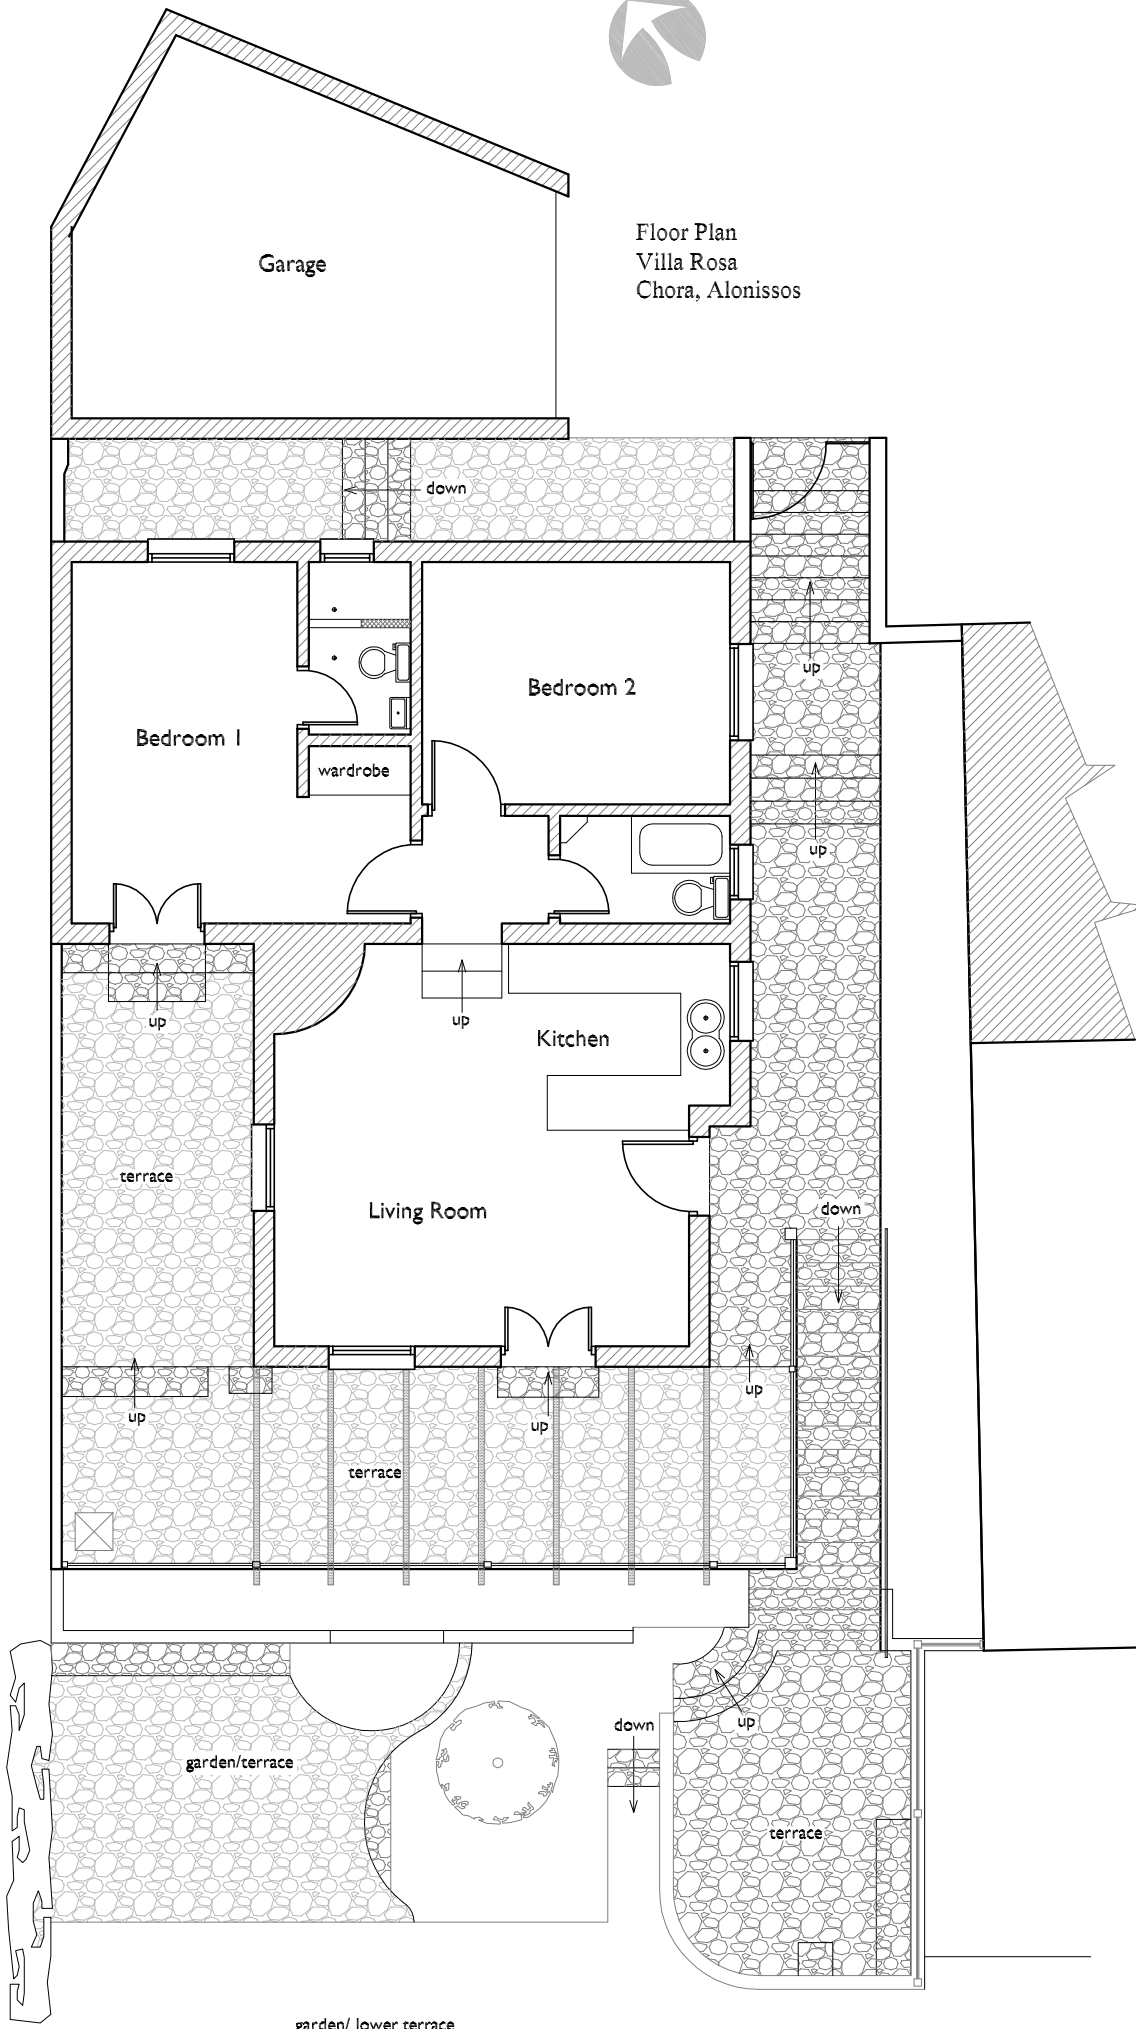 Floor Plan
Villa Rosa
Chora, Alonissos
Garage
down
up
Bedroom 2
Bedroom 1
wardrobe
up
up
up
Kitchen
terrace
Living Room
down
up
up
up
terrace
down
up
garden/terrace
terrace
garden/ lower terrace